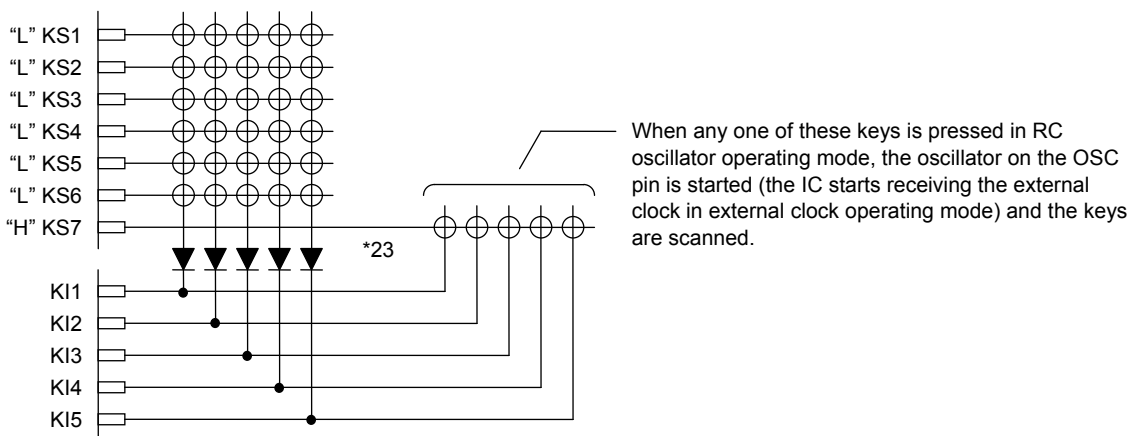 “L” KS1
“L” KS2
“L” KS3
“L” KS4
“L” KS5
“L” KS6
“H” KS7
When any one of these keys is pressed in RC
oscillator operating mode, the oscillator on the OSC
pin is started (the IC starts receiving the external
clock in external clock operating mode) and the keys
are scanned.
*23
KI1
KI2
KI3
KI4
KI5